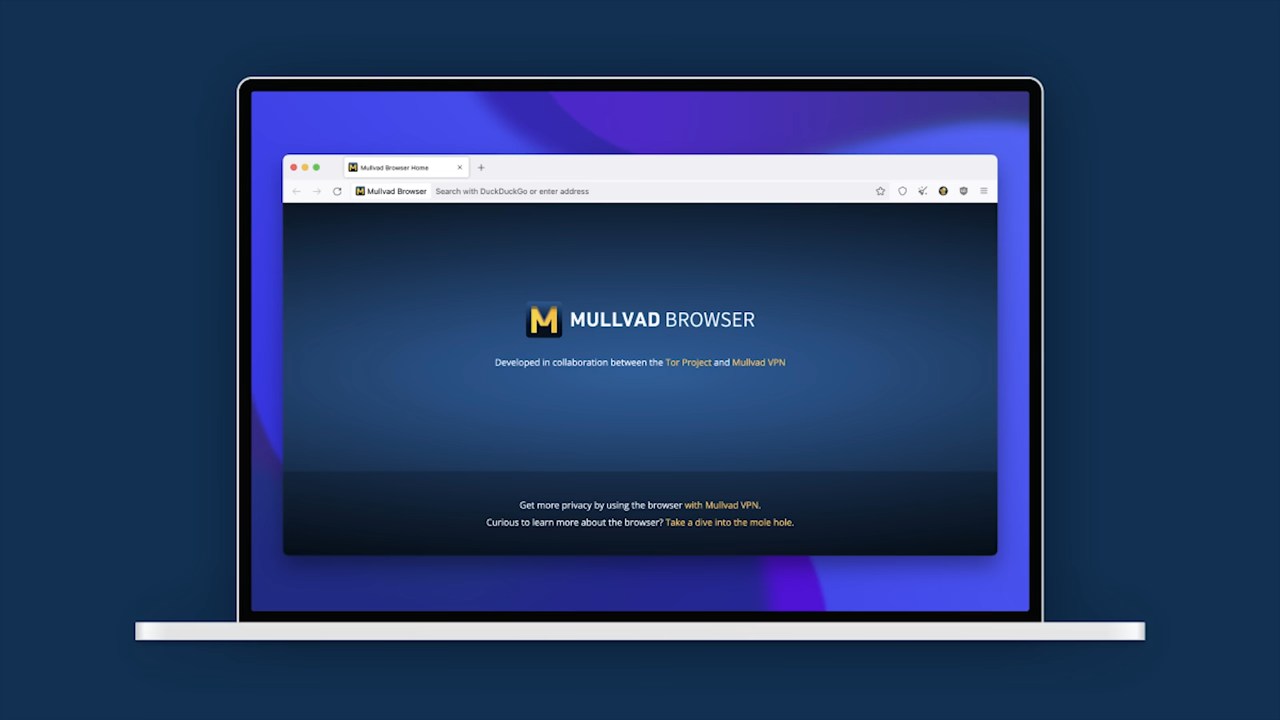 Mullvad Browser Home
Mullvad Browser Search with DuckDuckGo or enter address
M MULLVAD BROWSER
Developed in collaboration between the Tor Project and Mullvad VPN
Get more privacy by using the browser with Mullvad VPN.
Curious to learn more about the browser? Take a dive into the mole hole.